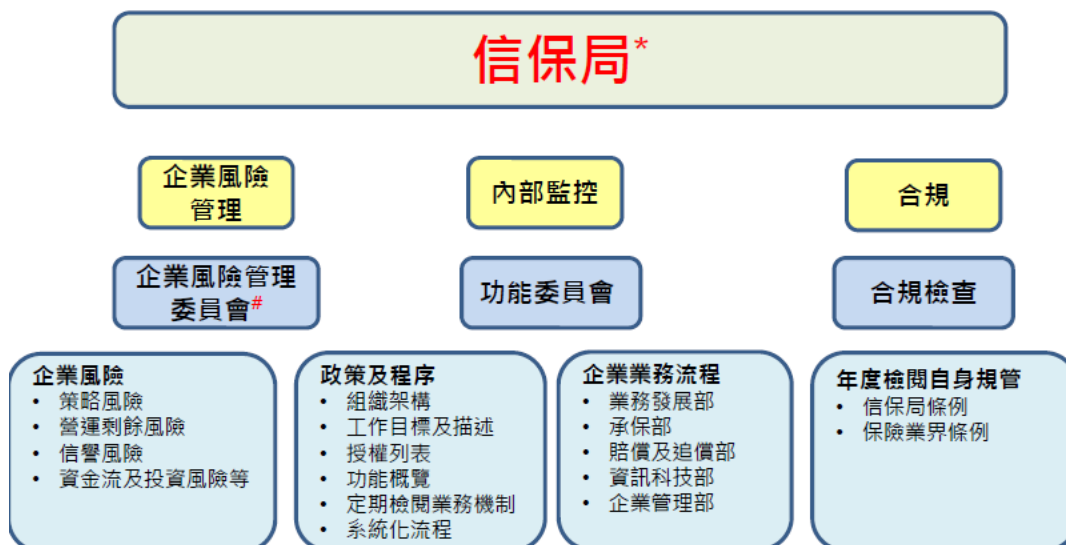 信保局*
企業風險
管理
內部監控
合規
企業風險管理
委員會#
功能委員會
合規檢查
企業風險
• 策略風險
• 營運剩餘風險
• 信譽風險
• 資金流及投資風險等
政策及程序
• 組織架構
• 工作目標及描述
• 授權列表
• 功能概覽
• 定期檢閱業務機制
• 系統化流程
企業業務流程
• 業務發展部
• 承保部
• 賠償及追償部
• 資訊科技部
• 企業管理部
年度檢閱自身規管
• 信保局條例
• 保險業界條例